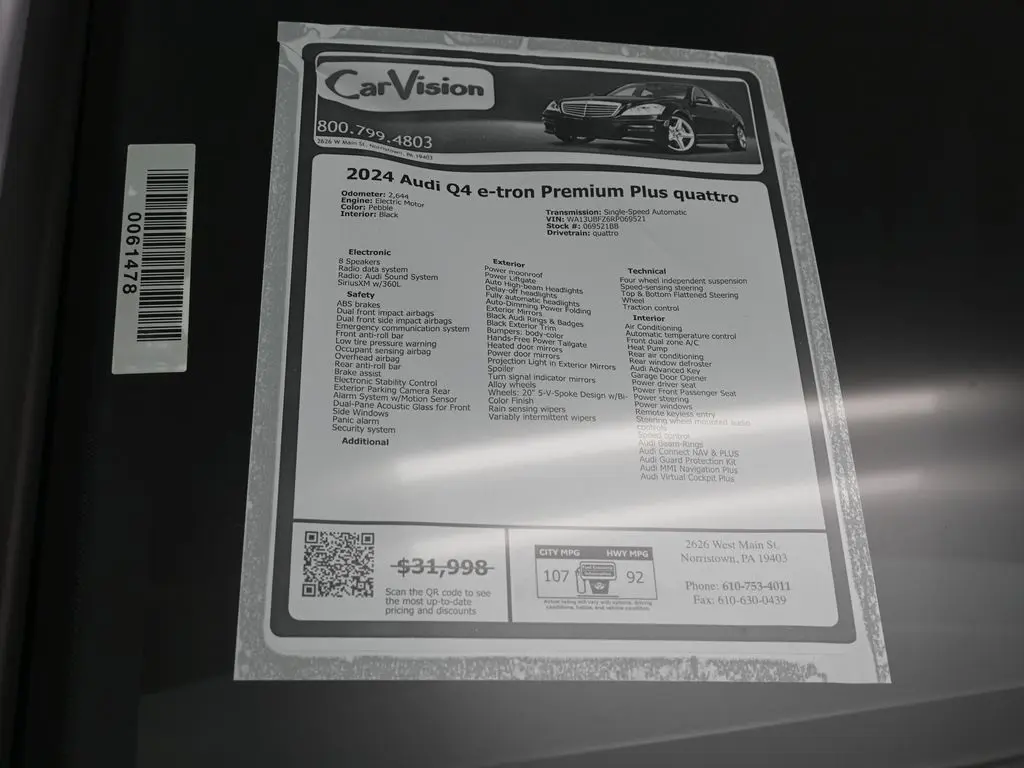 CarVision
800.799.4803
2626 W Main St., Norristown, PA 19403
0061478
2024 Audi Q4 e-tron Premium Plus quattro
Odometer: 2,644
Engine: Electric Motor
Color: Pebble
Interior: Black
Transmission: Single-Speed Automatic
VIN: WA13UBFZ6RP069521
Stock #: 069521BB
Drivetrain: quattro
Electronic
8 Speakers
Radio data system
Radio: Audi Sound System
SiriusXM w/360L
Safety
ABS brakes
Dual front impact airbags
Dual front side impact airbags
Emergency communication system
Front anti-roll bar
Low tire pressure warning
Occupant sensing airbag
Overhead airbag
Rear anti-roll bar
Brake assist
Electronic Stability Control
Exterior Parking Camera Rear
Alarm System w/Motion Sensor
Dual-Pane Acoustic Glass for Front
Side Windows
Panic alarm
Security system
Additional
Exterior
Power moonroof
Power Liftgate
Auto High-beam Headlights
Delay-off headlights
Fully automatic headlights
Auto-Dimming Power Folding
Exterior Mirrors
Black Audi Rings & Badges
Black Exterior Trim
Bumpers: body-color
Hands-Free Power Tailgate
Heated door mirrors
Power door mirrors
Projection Light in Exterior Mirrors
Spoiler
Turn signal indicator mirrors
Alloy wheels
Wheels: 20" 5-V-Spoke Design w/Bi-
Color Finish
Rain sensing wipers
Variably intermittent wipers
Technical
Four wheel independent suspension
Speed-sensing steering
Top & Bottom Flattened Steering
Wheel
Traction control
Interior
Air Conditioning
Automatic temperature control
Front dual zone A/C
Heat Pump
Rear air conditioning
Rear window defroster
Audi Advanced Key
Garage Door Opener
Power driver seat
Power Front Passenger Seat
Power steering
Power windows
Remote keyless entry
Steering wheel mounted audio
controls
Speed control
Audi Beam-Rings
Audi Connect NAV & PLUS
Audi Guard Protection Kit
Audi MMI Navigation Plus
Audi Virtual Cockpit Plus
$31,998
Scan the QR code to see
the most up-to-date
pricing and discounts
CITY MPG
HWY MPG
107
92
Actual rating will vary with options, driving
conditions, habits, and vehicle condition
2626 West Main St.
Norristown, PA 19403
Phone: 610-753-4011
Fax: 610-630-0439